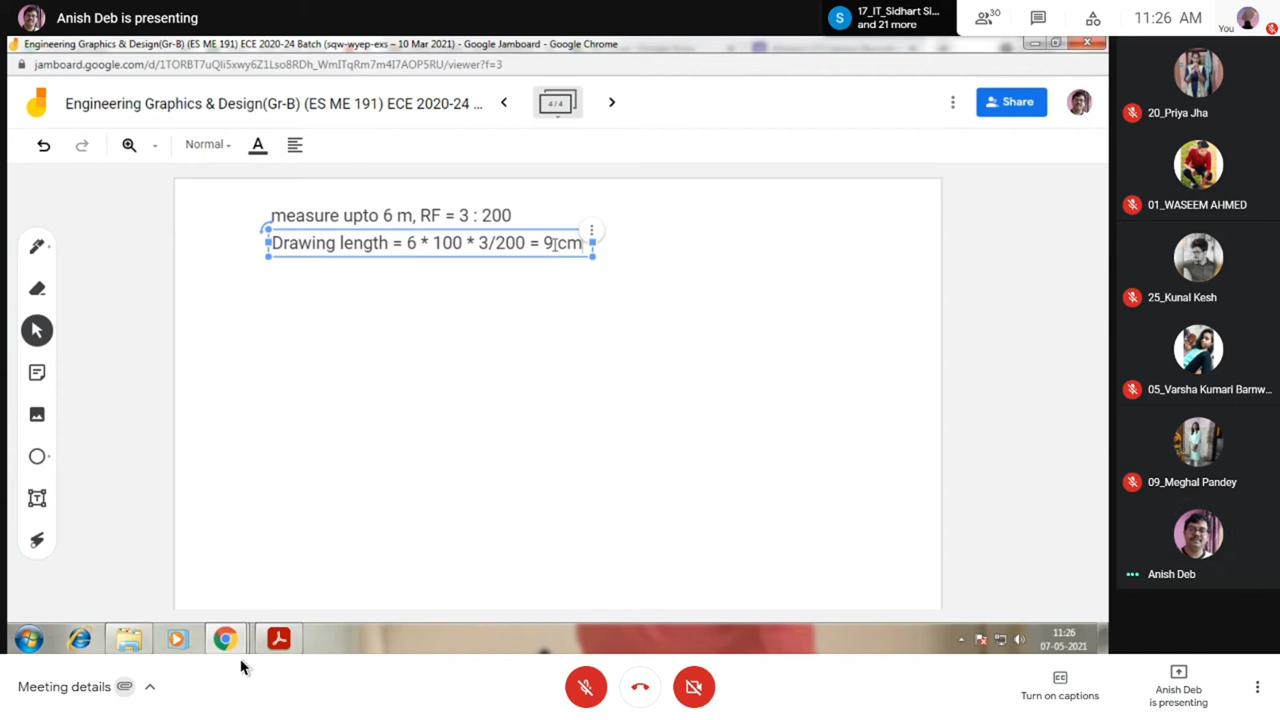 Anish Deb is presenting
S
17_IT_Sidhart Si...
and 21 more
30
11:26 AM
You
Engineering Graphics & Design(Gr-B) (ES ME 191) ECE 2020-24 Batch (sqw-wyep-exs – 10 Mar 2021) - Google Jamboard - Google Chrome
jamboard.google.com/d/1TORBT7uQli5xwy6Z1Lso8RDh_WmITqRm7m4I7AOP5RU/viewer?f=3
Engineering Graphics & Design(Gr-B) (ES ME 191) ECE 2020-24 ...
4 / 4
Share
Normal
A
measure upto 6 m, RF = 3 : 200
Drawing length = 6 * 100 * 3/200 = 9 cm
20_Priya Jha
01_WASEEM AHMED
25_Kunal Kesh
05_Varsha Kumari Barnw...
09_Meghal Pandey
Anish Deb
11:26
07-05-2021
Meeting details
Turn on captions
Anish Deb
is presenting